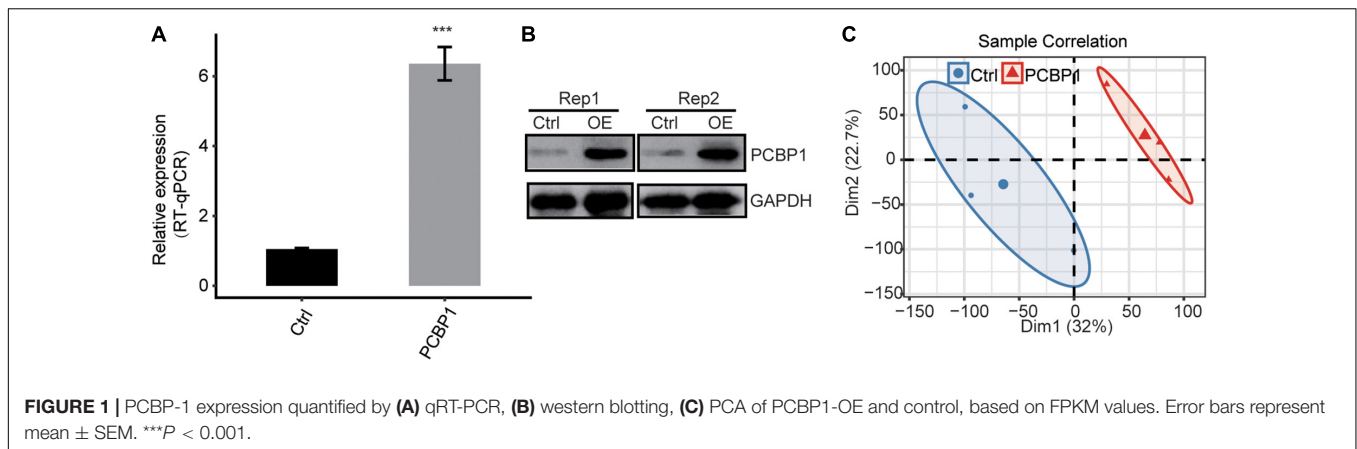 A
***
Relative expression
(RT-qPCR)
6
4
2
0
Ctrl
PCBP1
B
Rep1 Rep2
Ctrl OE Ctrl OE
PCBP1
GAPDH
C
Sample Correlation
Ctrl PCBP1
Dim2 (22.7%)
100
50
0
−50
−100
−150
−150 −100 −50 0 50 100
Dim1 (32%)
FIGURE 1 | PCBP-1 expression quantified by (A) qRT-PCR, (B) western blotting, (C) PCA of PCBP1-OE and control, based on FPKM values. Error bars represent
mean ± SEM. ***P < 0.001.